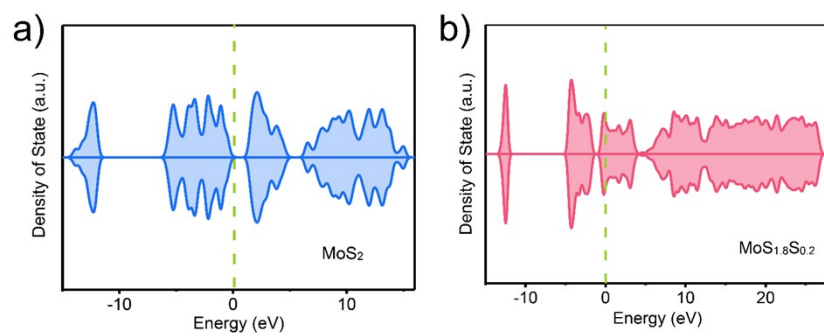 a)
Density of State (a.u.)
MoS₂
-10 0 10
Energy (eV)
b)
Density of State (a.u.)
MoS₁.₈S₀.₂
-10 0 10 20
Energy (eV)